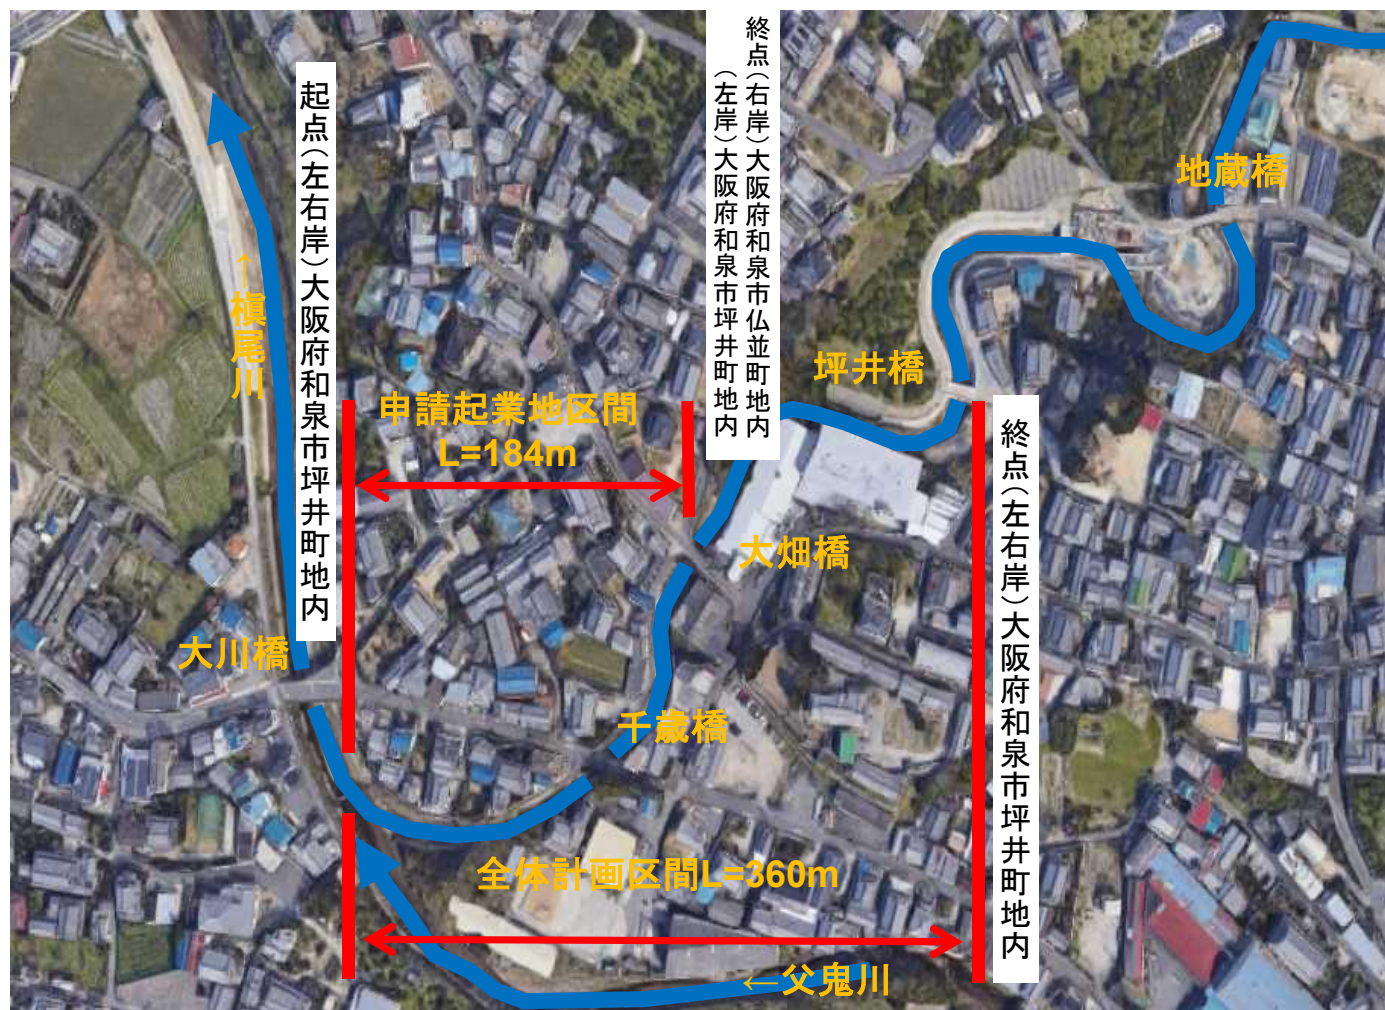 終点（右岸）大阪府和泉市仏並町地内
（左岸）大阪府和泉市坪井町地内
起点（左右岸）大阪府和泉市坪井町地内
地蔵橋
↑槇尾川
坪井橋
申請起業地区間
L=184m
終点（左右岸）大阪府和泉市坪井町地内
大畑橋
大川橋
千歳橋
全体計画区間L=360m
←父鬼川